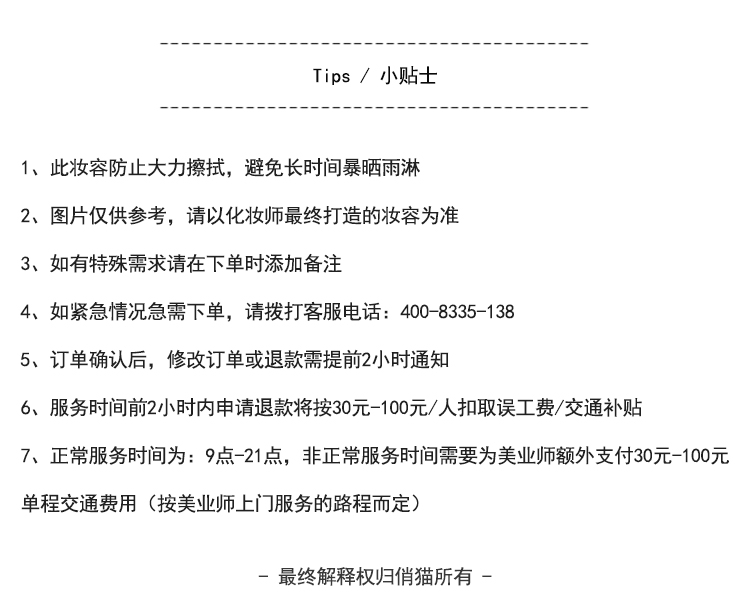 Tips / 小贴士
1、此妆容防止大力擦拭，避免长时间暴晒雨淋
2、图片仅供参考，请以化妆师最终打造的妆容为准
3、如有特殊需求请在下单时添加备注
4、如紧急情况急需下单，请拨打客服电话：400-8335-138
5、订单确认后，修改订单或退款需提前2小时通知
6、服务时间前2小时内申请退款将按30元-100元/人扣取误工费/交通补贴
7、正常服务时间为：9点-21点，非正常服务时间需要为美业师额外支付30元-100元
单程交通费用（按美业师上门服务的路程而定）
- 最终解释权归俏猫所有 -